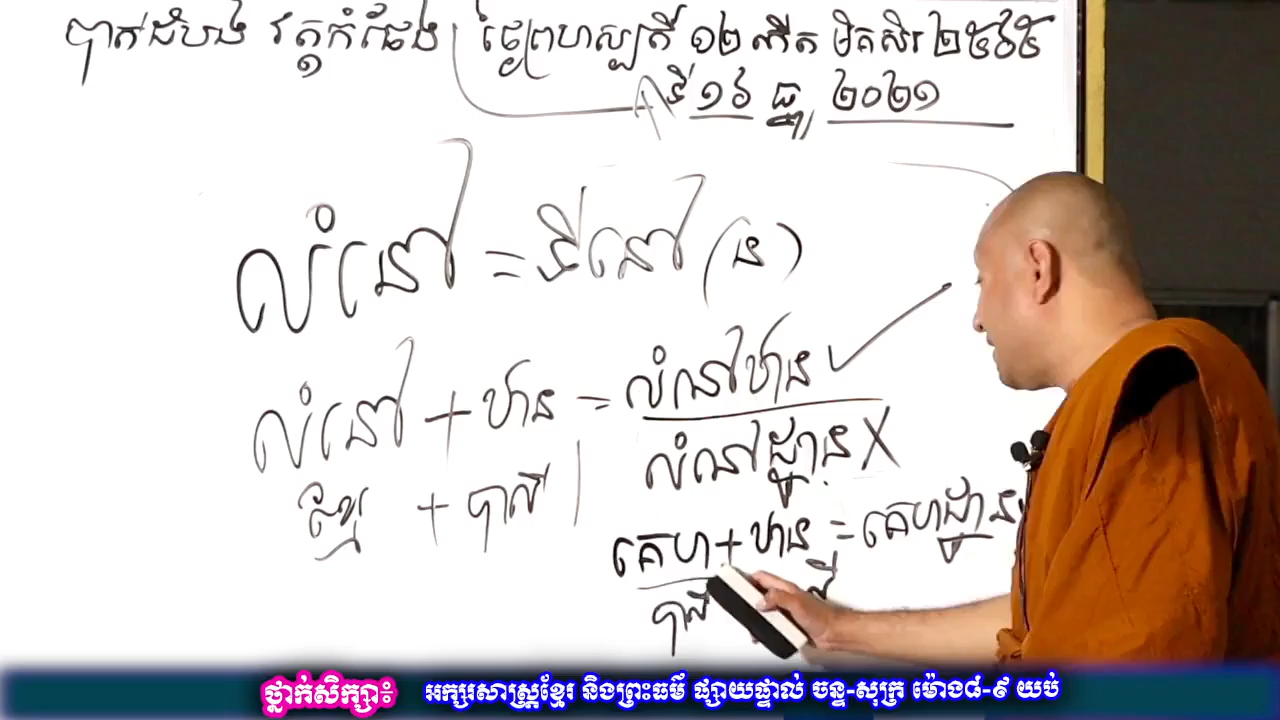 បាត់ដំបង វត្តកំផែង ថ្ងៃព្រហស្បតិ៍ ១២ កើត មិគសិរ ២៥៦៥
ទី ១៦ ធ្នូ ២០២១
លំនៅ = ទីនៅ (ន)
លំនៅ + ឋាន = លំនៅឋាន ✓
លំនៅដ្ឋាន X
ខ្មែរ + បាលី
គេហ + ឋាន = គេហដ្ឋាន
បាលី
ថ្នាក់សិក្សា៖ អក្សរសាស្ត្រខ្មែរ និងព្រះធម៌ ផ្សាយផ្ទាល់ ចន្ទ-សុក្រ ម៉ោង៨-៩ យប់